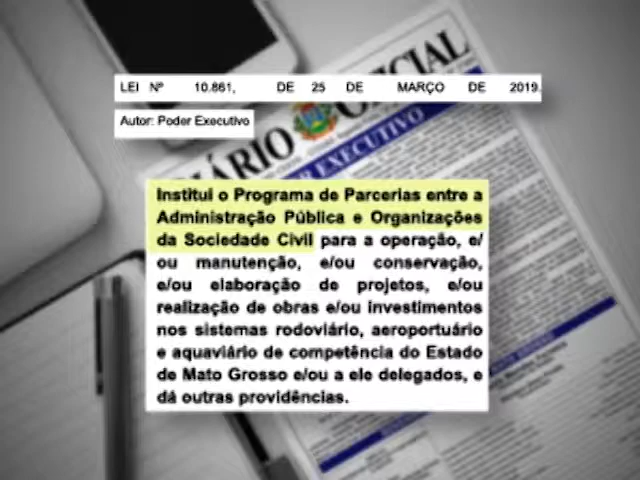 LEI Nº 10.861, DE 25 DE MARÇO DE 2019.
Autor: Poder Executivo
DIÁRIO OFICIAL
R EXECUTIVO
Institui o Programa de Parcerias entre a
Administração Pública e Organizações
da Sociedade Civil para a operação, e/
ou manutenção, e/ou conservação,
e/ou elaboração de projetos, e/ou
realização de obras e/ou investimentos
nos sistemas rodoviário, aeroportuário
e aquaviário de competência do Estado
de Mato Grosso e/ou a ele delegados, e
dá outras providências.